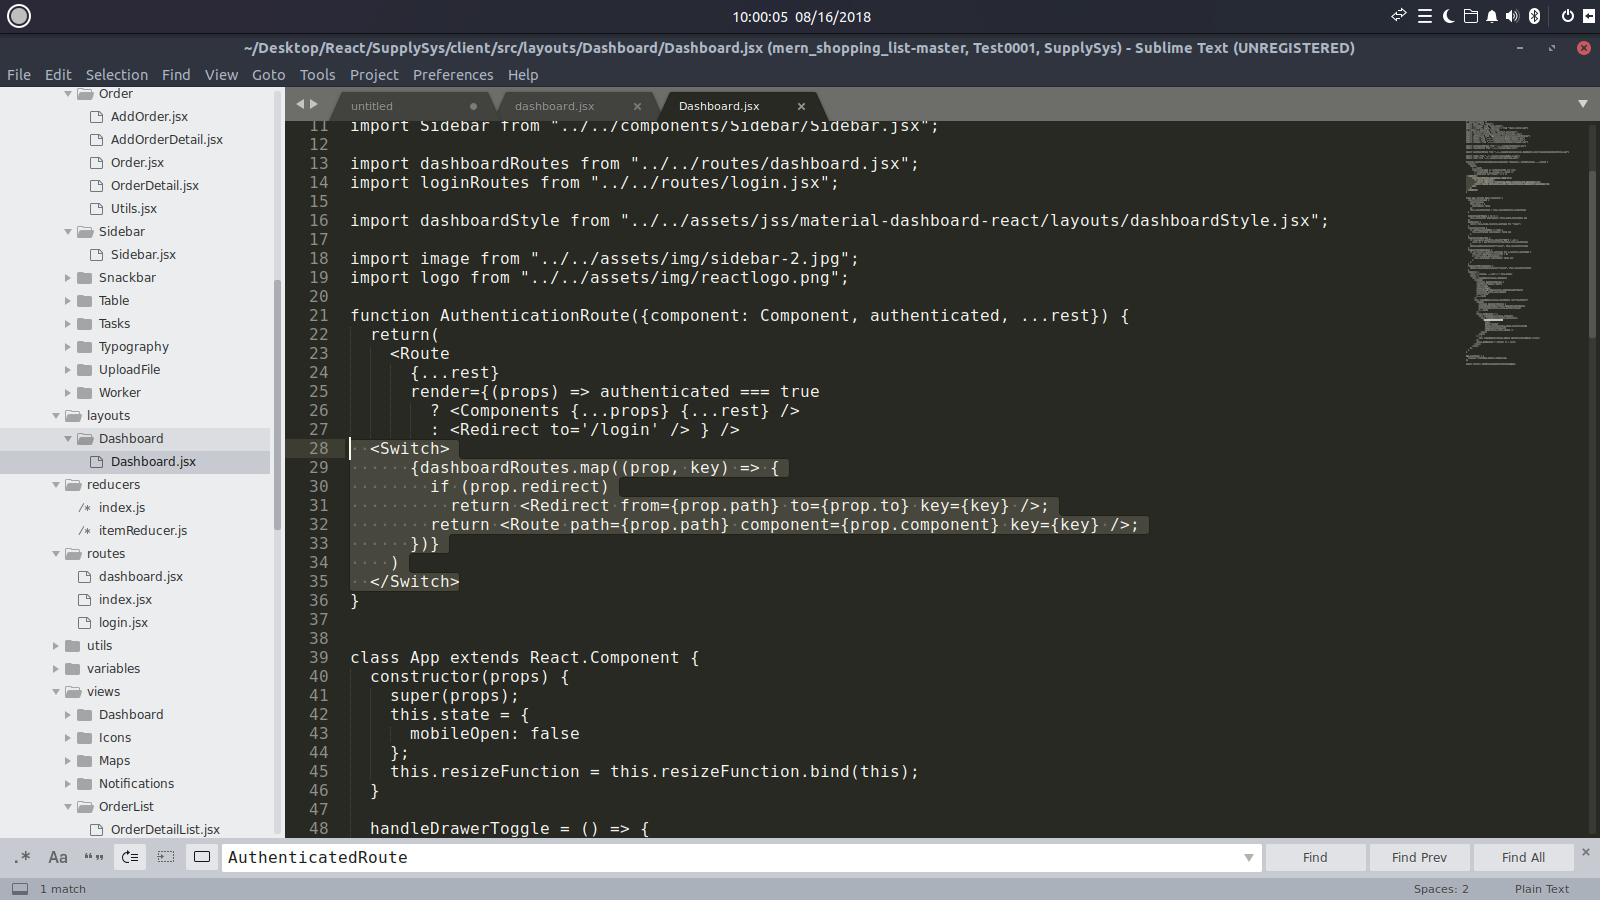 10:00:05 08/16/2018
~/Desktop/React/SupplySys/client/src/layouts/Dashboard/Dashboard.jsx (mern_shopping_list-master, Test0001, SupplySys) - Sublime Text (UNREGISTERED)
File Edit Selection Find View Goto Tools Project Preferences Help
Order
AddOrder.jsx
AddOrderDetail.jsx
Order.jsx
OrderDetail.jsx
Utils.jsx
Sidebar
Sidebar.jsx
Snackbar
Table
Tasks
Typography
UploadFile
Worker
layouts
Dashboard
Dashboard.jsx
reducers
/* index.js
/* itemReducer.js
routes
dashboard.jsx
index.jsx
login.jsx
utils
variables
views
Dashboard
Icons
Maps
Notifications
OrderList
OrderDetailList.jsx
untitled dashboard.jsx Dashboard.jsx
11 import Sidebar from "../../components/Sidebar/Sidebar.jsx";
12
13 import dashboardRoutes from "../../routes/dashboard.jsx";
14 import loginRoutes from "../../routes/login.jsx";
15
16 import dashboardStyle from "../../assets/jss/material-dashboard-react/layouts/dashboardStyle.jsx";
17
18 import image from "../../assets/img/sidebar-2.jpg";
19 import logo from "../../assets/img/reactlogo.png";
20
21 function AuthenticationRoute({component: Component, authenticated, ...rest}) {
22 return(
23 <Route
24 {...rest}
25 render={(props) => authenticated === true
26 ? <Components {...props} {...rest} />
27 : <Redirect to='/login' /> } />
28 <Switch>
29 {dashboardRoutes.map((prop, key) => {
30 if (prop.redirect)
31 return <Redirect from={prop.path} to={prop.to} key={key} />;
32 return <Route path={prop.path} component={prop.component} key={key} />;
33 })}
34 )
35 </Switch>
36 }
37
38
39 class App extends React.Component {
40 constructor(props) {
41 super(props);
42 this.state = {
43 mobileOpen: false
44 };
45 this.resizeFunction = this.resizeFunction.bind(this);
46 }
47
48 handleDrawerToggle = () => {
.* Aa “” AuthenticatedRoute Find Find Prev Find All
1 match Spaces: 2 Plain Text